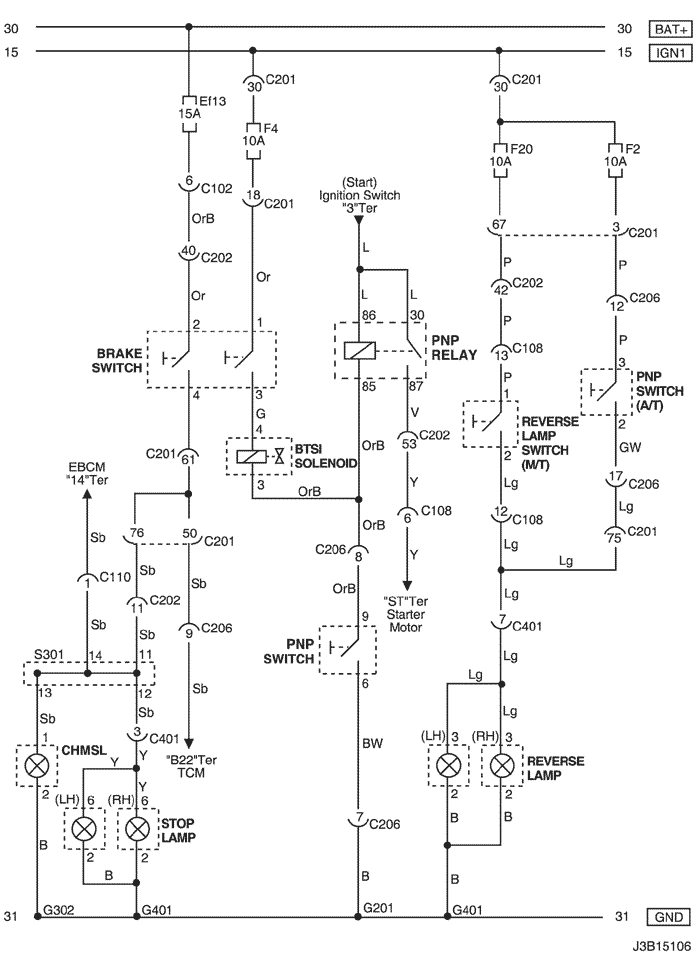 30 30 BAT+
15 15 IGN1
C201
30
C201
30
Ef13
15A
F4
10A
F20
10A
F2
10A
6
C102
18
C201
(Start)
Ignition Switch
"3"Ter
OrB
67
3
C201
40
C202
L
P
P
42
C202
12
C206
Or
Or
L
L
P
P
2
1
86
30
13
C108
3
BRAKE
SWITCH
PNP
RELAY
P
PNP
SWITCH
(A/T)
4
3
85
87
1
2
G
V
REVERSE
LAMP
SWITCH
(M/T)
4
GW
C201
61
BTSI
SOLENOID
OrB
53
C202
2
EBCM
"14"Ter
3
OrB
Y
Lg
17
C206
Sb
76
50
C201
OrB
6
C108
12
C108
Lg
75
C201
C206
8
Y
Lg
Lg
1
C110
Sb
Sb
OrB
"ST"Ter
Starter
Motor
Lg
11
C202
9
C206
9
7
C401
Sb
Sb
PNP
SWITCH
S301
14
11
Lg
13
12
Sb
6
Lg
Sb
Sb
Lg
1
3
C401
CHMSL
Y
"B22"Ter
TCM
BW
(LH)
3
(RH)
3
REVERSE
LAMP
2
Y
Y
2
2
(LH)
6
(RH)
6
STOP
LAMP
7
C206
B
B
B
2
2
B
B
B
31
G302
G401
G201
G401
31
GND
J3B15106